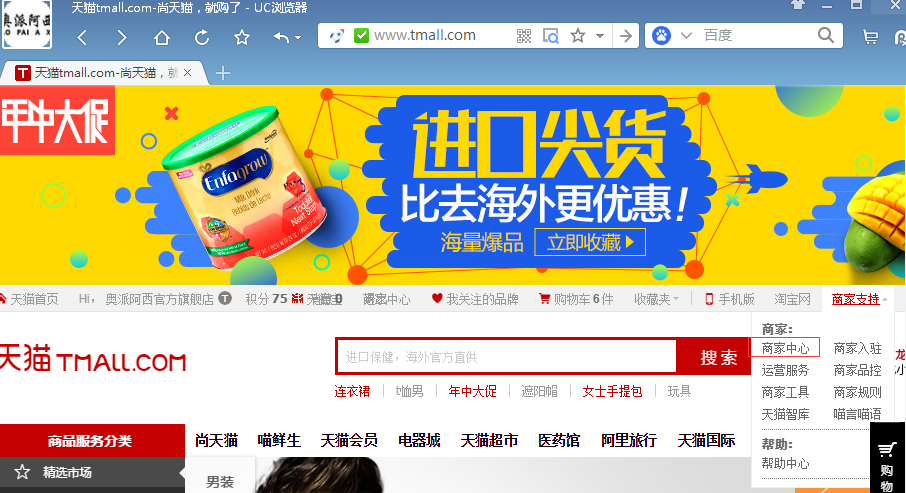 奥派阿西
O PAI A X
天猫tmall.com-尚天猫，就购了 - UC浏览器
www.tmall.com
百度
T 天猫tmall.com-尚天猫，就
年中大促
Enfagrow
Milk Drink
Bebida de Leche
Toddler
Next Step
进口尖货
比去海外更优惠！
海量爆品 立即收藏
天猫首页 Hi， 奥派阿西官方旗舰店 T 积分 75 0 中心 我关注的品牌 购物车 6 件 收藏夹 手机版 淘宝网 商家支持
商家：
商家中心 商家入驻
运营服务 商家品控
商家工具 商家规则
天猫智库 喵言喵语
帮助：
帮助中心
天猫 TMALL.COM
进口保健，海外官方直供 搜 索
连衣裙 t恤男 年中大促 遮阳帽 女士手提包 玩具
商品服务分类 尚天猫 喵鲜生 天猫会员 电器城 天猫超市 医药馆 阿里旅行 天猫国际
精选市场
男装
购
物